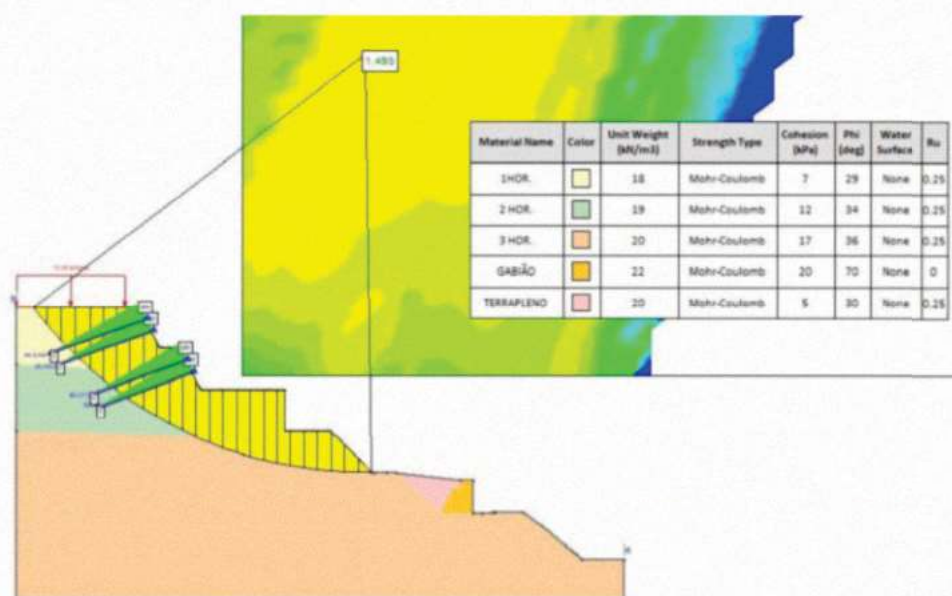 1.490
Material Name Color Unit Weight (kN/m3) Strength Type Cohesion (kPa) Phi (deg) Water Surface Ru
1HOR. 18 Mohr-Coulomb 7 29 None 0.25
2 HOR. 19 Mohr-Coulomb 12 34 None 0.25
3 HOR. 20 Mohr-Coulomb 17 36 None 0.25
GABIÃO 22 Mohr-Coulomb 20 70 None 0
TERRAPLENO 20 Mohr-Coulomb 5 30 None 0.25